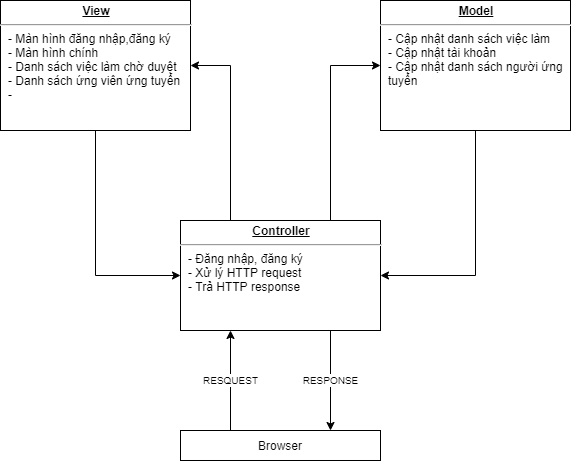 View
- Màn hình đăng nhập,đăng ký
- Màn hình chính
- Danh sách việc làm chờ duyệt
- Danh sách ứng viên ứng tuyển
-
Model
- Cập nhật danh sách việc làm
- Cập nhật tài khoản
- Cập nhật danh sách người ứng
tuyển
Controller
- Đăng nhập, đăng ký
- Xử lý HTTP request
- Trả HTTP response
RESQUEST
RESPONSE
Browser